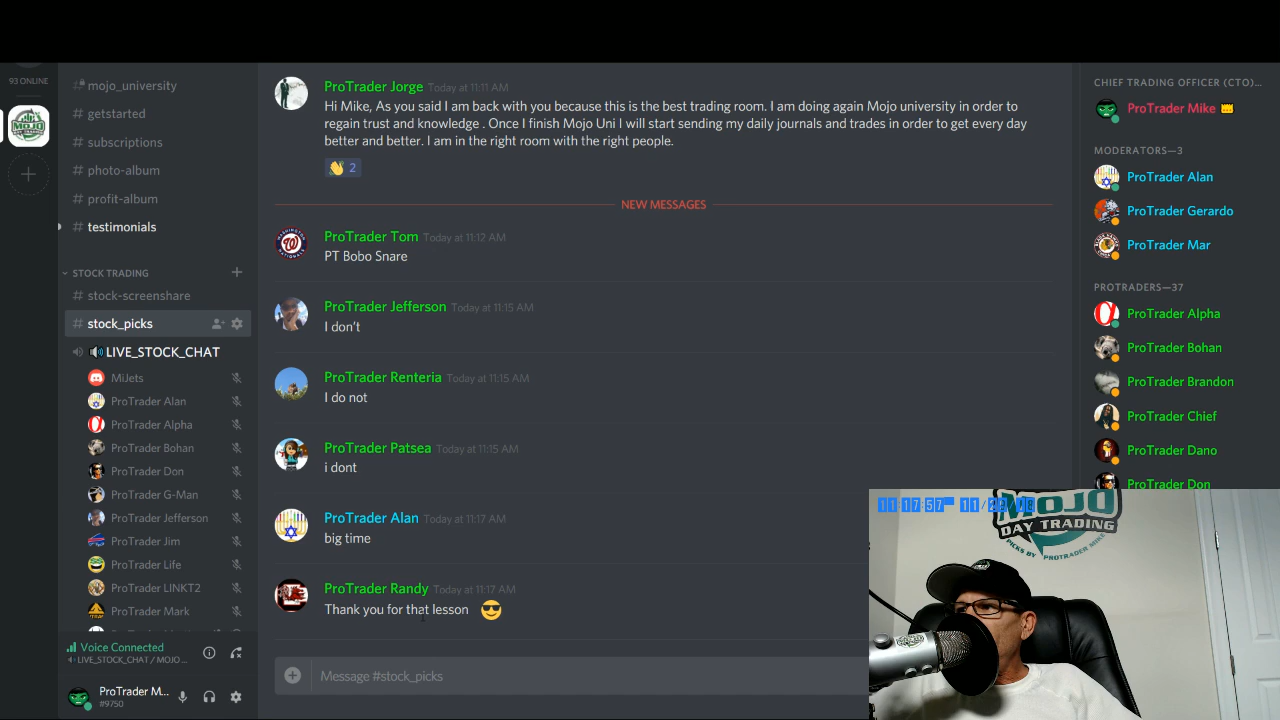 93 ONLINE
mojo_university
# getstarted
# subscriptions
# photo-album
# profit-album
# testimonials
STOCK TRADING
# stock-screenshare
# stock_picks
LIVE_STOCK_CHAT
MiJets
ProTrader Alan
ProTrader Alpha
ProTrader Bohan
ProTrader Don
ProTrader G-Man
ProTrader Jefferson
ProTrader Jim
ProTrader Life
ProTrader LINKT2
ProTrader Mark
Voice Connected
LIVE_STOCK_CHAT / MOJO ...
ProTrader M...
#9750
ProTrader Jorge Today at 11:11 AM
Hi Mike, As you said I am back with you because this is the best trading room. I am doing again Mojo university in order to
regain trust and knowledge . Once I finish Mojo Uni I will start sending my daily journals and trades in order to get every day
better and better. I am in the right room with the right people.
2
NEW MESSAGES
ProTrader Tom Today at 11:12 AM
PT Bobo Snare
ProTrader Jefferson Today at 11:15 AM
I don't
ProTrader Renteria Today at 11:15 AM
I do not
ProTrader Patsea Today at 11:15 AM
i dont
ProTrader Alan Today at 11:17 AM
big time
ProTrader Randy Today at 11:17 AM
Thank you for that lesson
Message #stock_picks
CHIEF TRADING OFFICER (CTO)...
ProTrader Mike
MODERATORS—3
ProTrader Alan
ProTrader Gerardo
ProTrader Mar
PROTRADERS—37
ProTrader Alpha
ProTrader Bohan
ProTrader Brandon
ProTrader Chief
ProTrader Dano
ProTrader Don
MOJO
DAY TRADING
PICKS BY PROTRADER MIKE